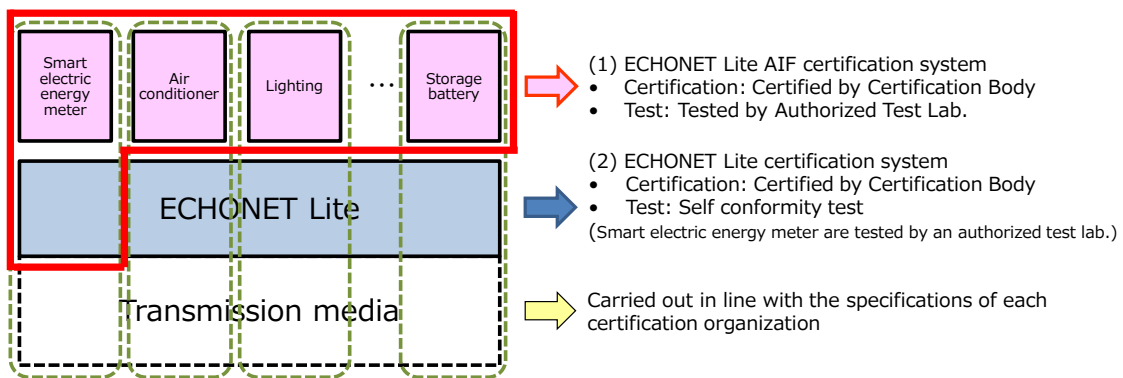 Smart
electric
energy
meter
Air
conditioner
Lighting
…
Storage
battery
(1) ECHONET Lite AIF certification system
• Certification: Certified by Certification Body
• Test: Tested by Authorized Test Lab.
ECHONET Lite
(2) ECHONET Lite certification system
• Certification: Certified by Certification Body
• Test: Self conformity test
(Smart electric energy meter are tested by an authorized test lab.)
Transmission media
Carried out in line with the specifications of each
certification organization